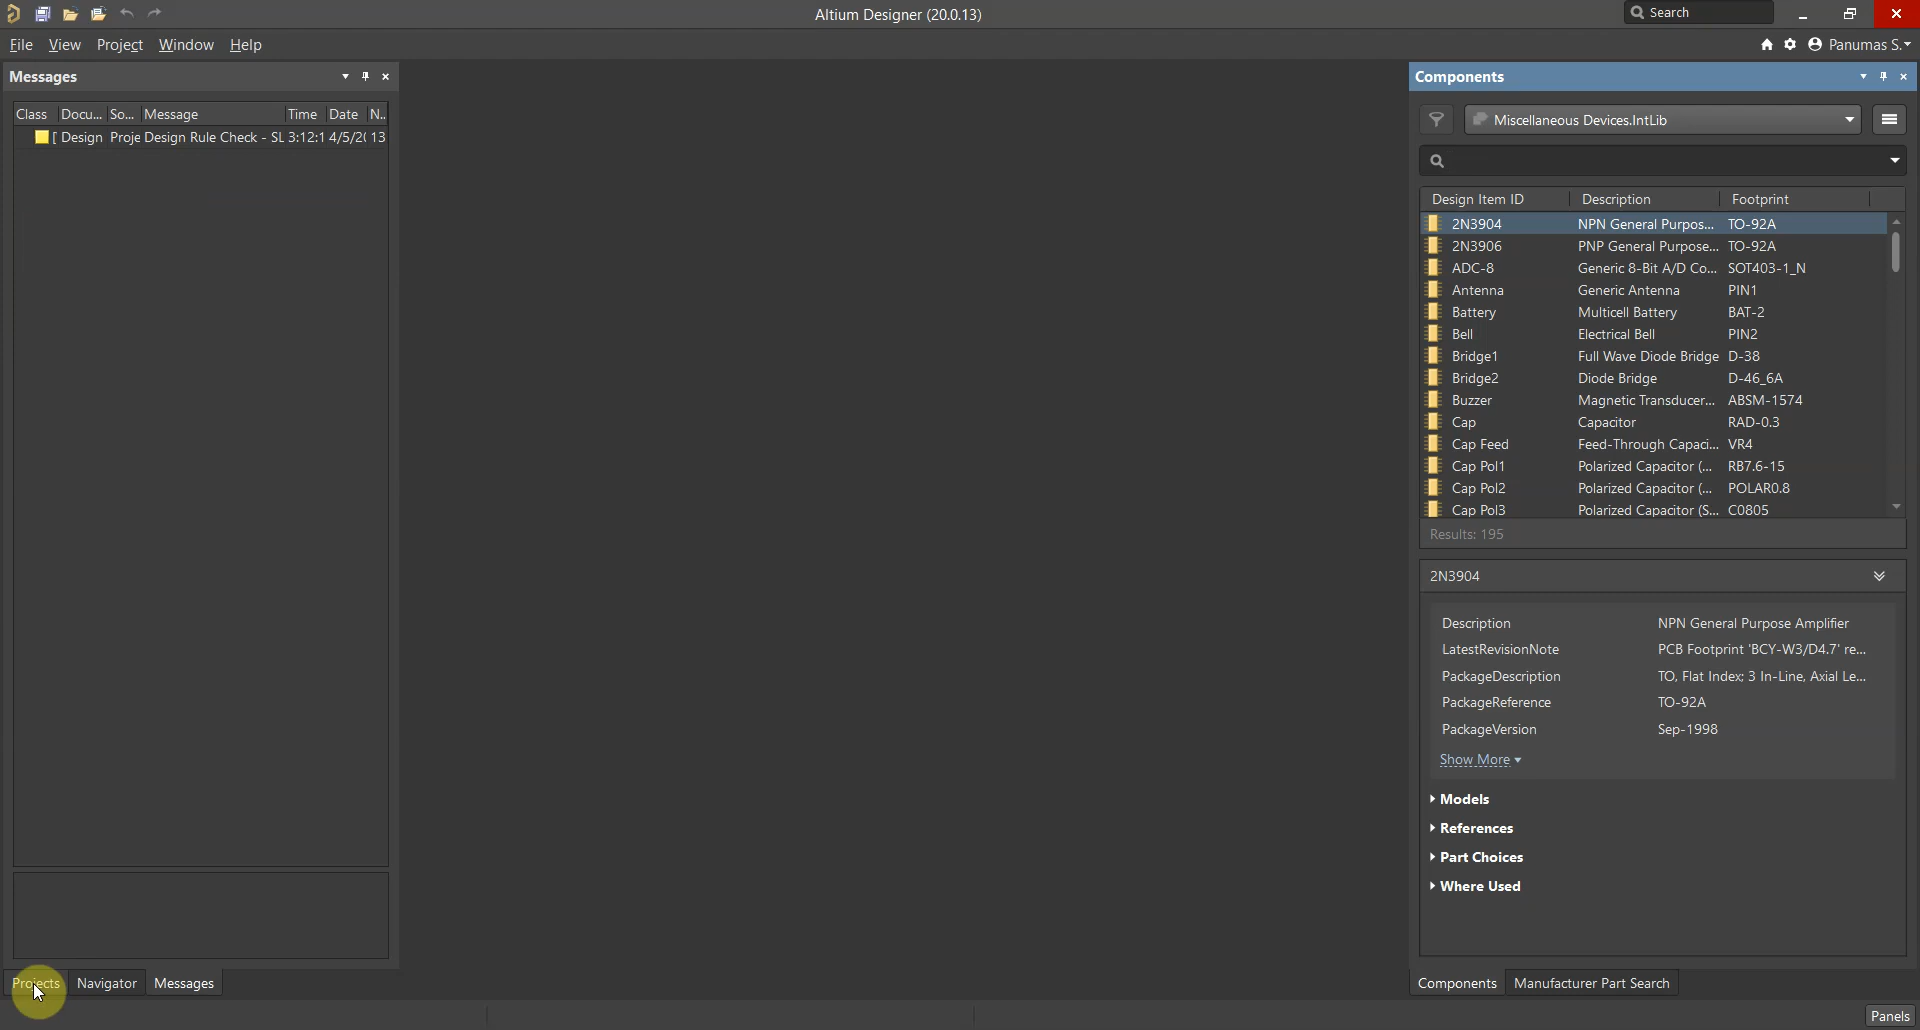 Altium Designer (20.0.13)
Search
File View Project Window Help
Panumas S.
Messages
Class Docu... So... Message Time Date N..
[ Design Proje Design Rule Check - SL 3:12:1 4/5/2( 13
Projects Navigator Messages
Components
Miscellaneous Devices.IntLib
Design Item ID Description Footprint
2N3904 NPN General Purpos... TO-92A
2N3906 PNP General Purpose... TO-92A
ADC-8 Generic 8-Bit A/D Co... SOT403-1_N
Antenna Generic Antenna PIN1
Battery Multicell Battery BAT-2
Bell Electrical Bell PIN2
Bridge1 Full Wave Diode Bridge D-38
Bridge2 Diode Bridge D-46_6A
Buzzer Magnetic Transducer... ABSM-1574
Cap Capacitor RAD-0.3
Cap Feed Feed-Through Capaci... VR4
Cap Pol1 Polarized Capacitor (... RB7.6-15
Cap Pol2 Polarized Capacitor (... POLAR0.8
Cap Pol3 Polarized Capacitor (S... C0805
Results: 195
2N3904
Description NPN General Purpose Amplifier
LatestRevisionNote PCB Footprint 'BCY-W3/D4.7' re...
PackageDescription TO, Flat Index; 3 In-Line, Axial Le...
PackageReference TO-92A
PackageVersion Sep-1998
Show More
Models
References
Part Choices
Where Used
Components Manufacturer Part Search
Panels